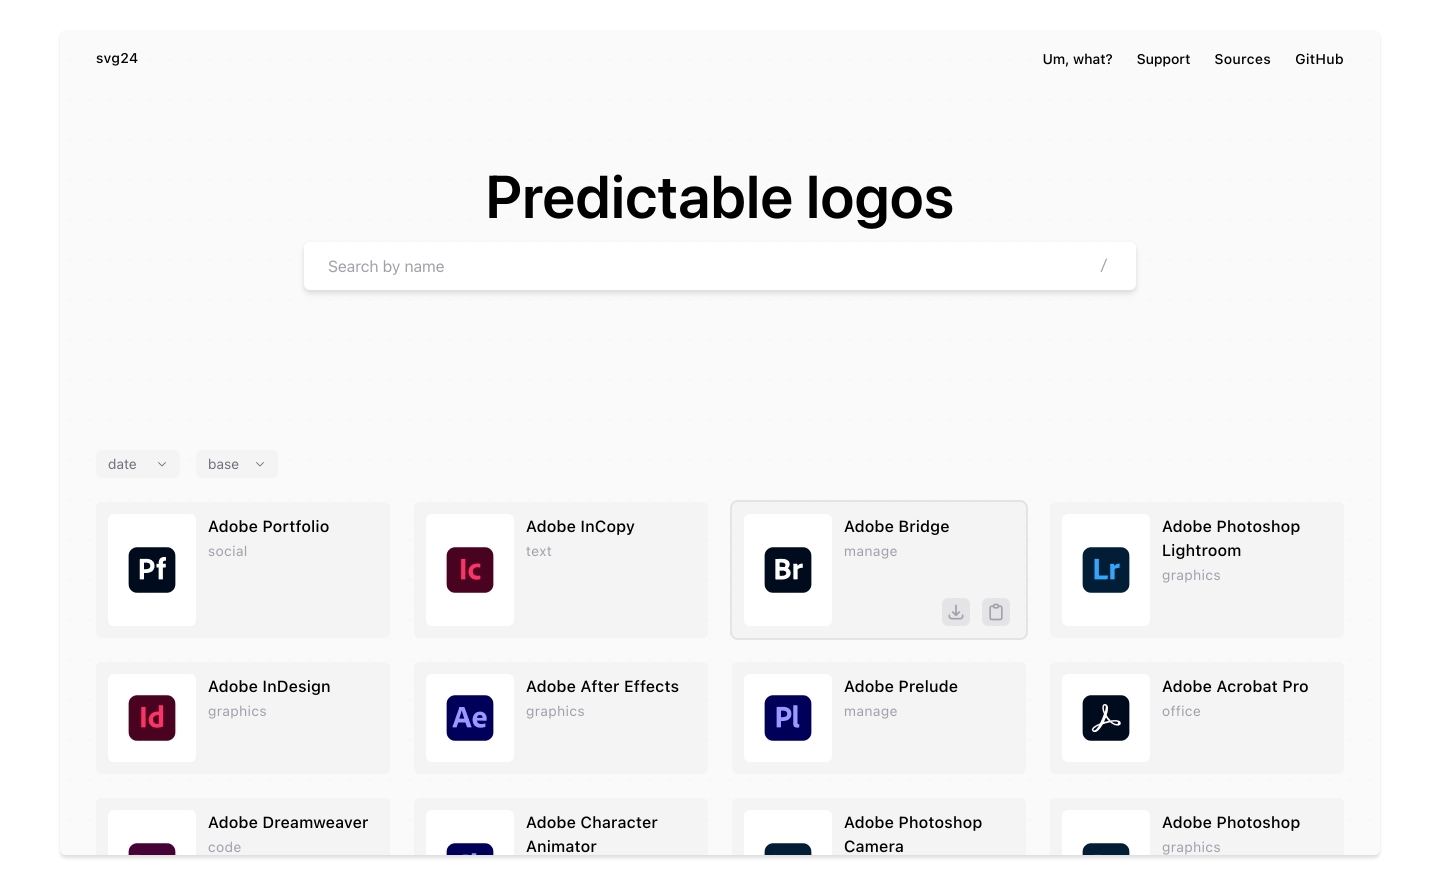 svg24
Um, what? Support Sources GitHub
Predictable logos
Search by name /
date base
Pf
Adobe Portfolio
social
Ic
Adobe InCopy
text
Br
Adobe Bridge
manage
Lr
Adobe Photoshop
Lightroom
graphics
Id
Adobe InDesign
graphics
Ae
Adobe After Effects
graphics
Pl
Adobe Prelude
manage
Adobe Acrobat Pro
office
Adobe Dreamweaver
code
Adobe Character
Animator
Adobe Photoshop
Camera
Adobe Photoshop
graphics